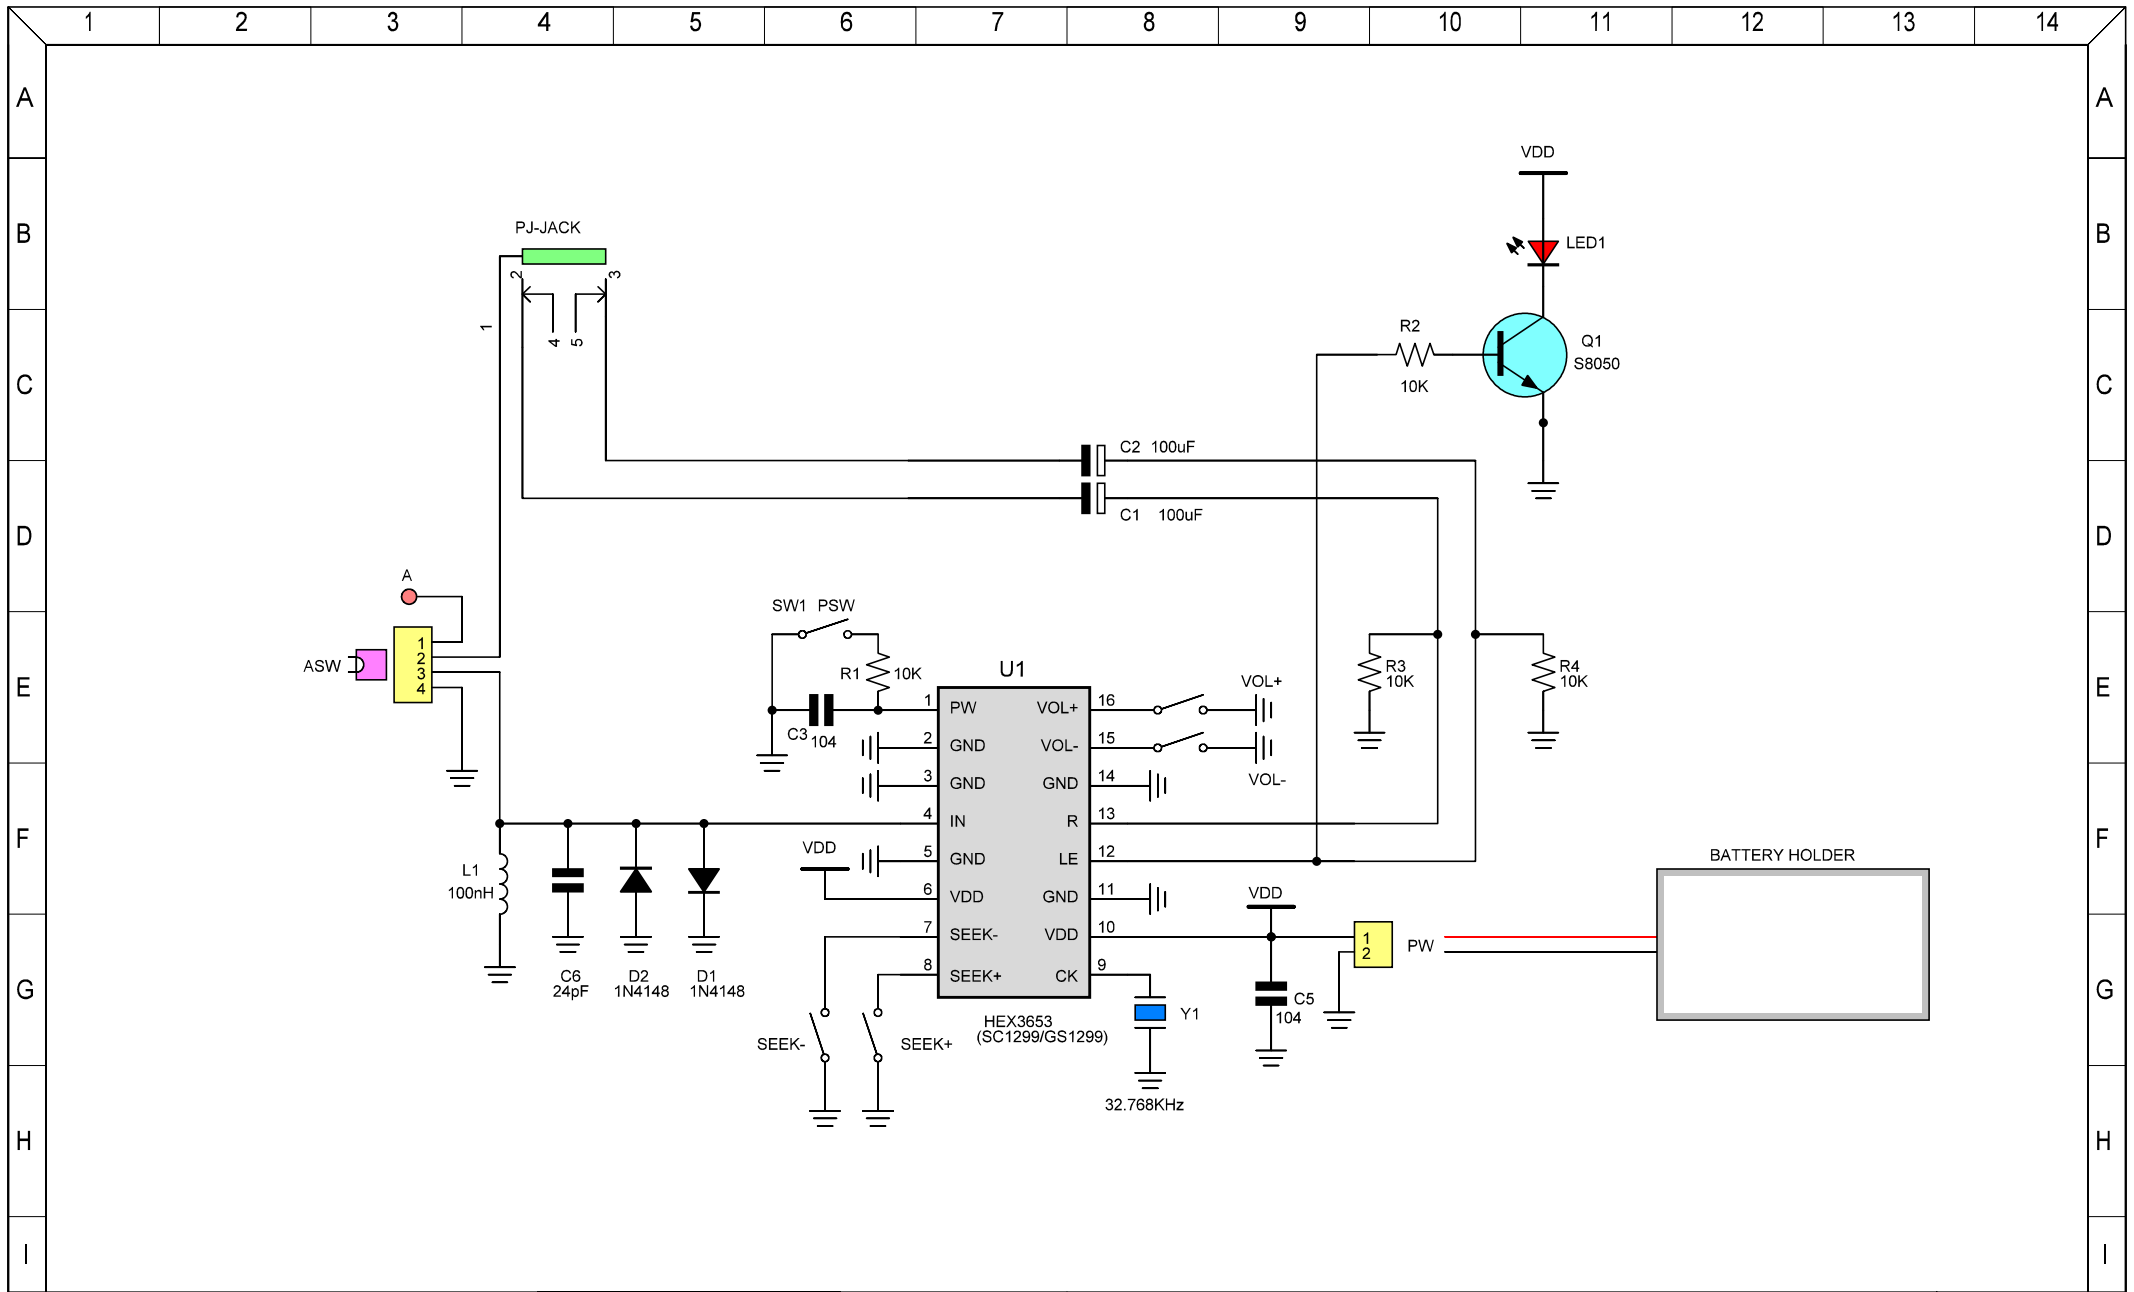 1 2 3 4 5 6 7 8 9 10 11 12 13 14
A A
VDD
B B
PJ-JACK
LED1
2 3
1
4 5
R2
Q1
S8050
10K
C C
C2 100uF
C1 100uF
D D
A
SW1 PSW
1
2
3
4
ASW
R1 10K
U1
VOL+
R3
10K
R4
10K
E E
1 PW VOL+ 16
C3 104
2 GND VOL- 15
3 GND GND 14
VOL-
4 IN R 13
F F
VDD
5 GND LE 12
BATTERY HOLDER
L1
100nH
6 VDD GND 11
VDD
7 SEEK- VDD 10
1
2
PW
8 SEEK+ CK 9
C6
24pF
D2
1N4148
D1
1N4148
G G
C5
104
Y1
HEX3653
(SC1299/GS1299)
SEEK- SEEK+
32.768KHz
H H
I I